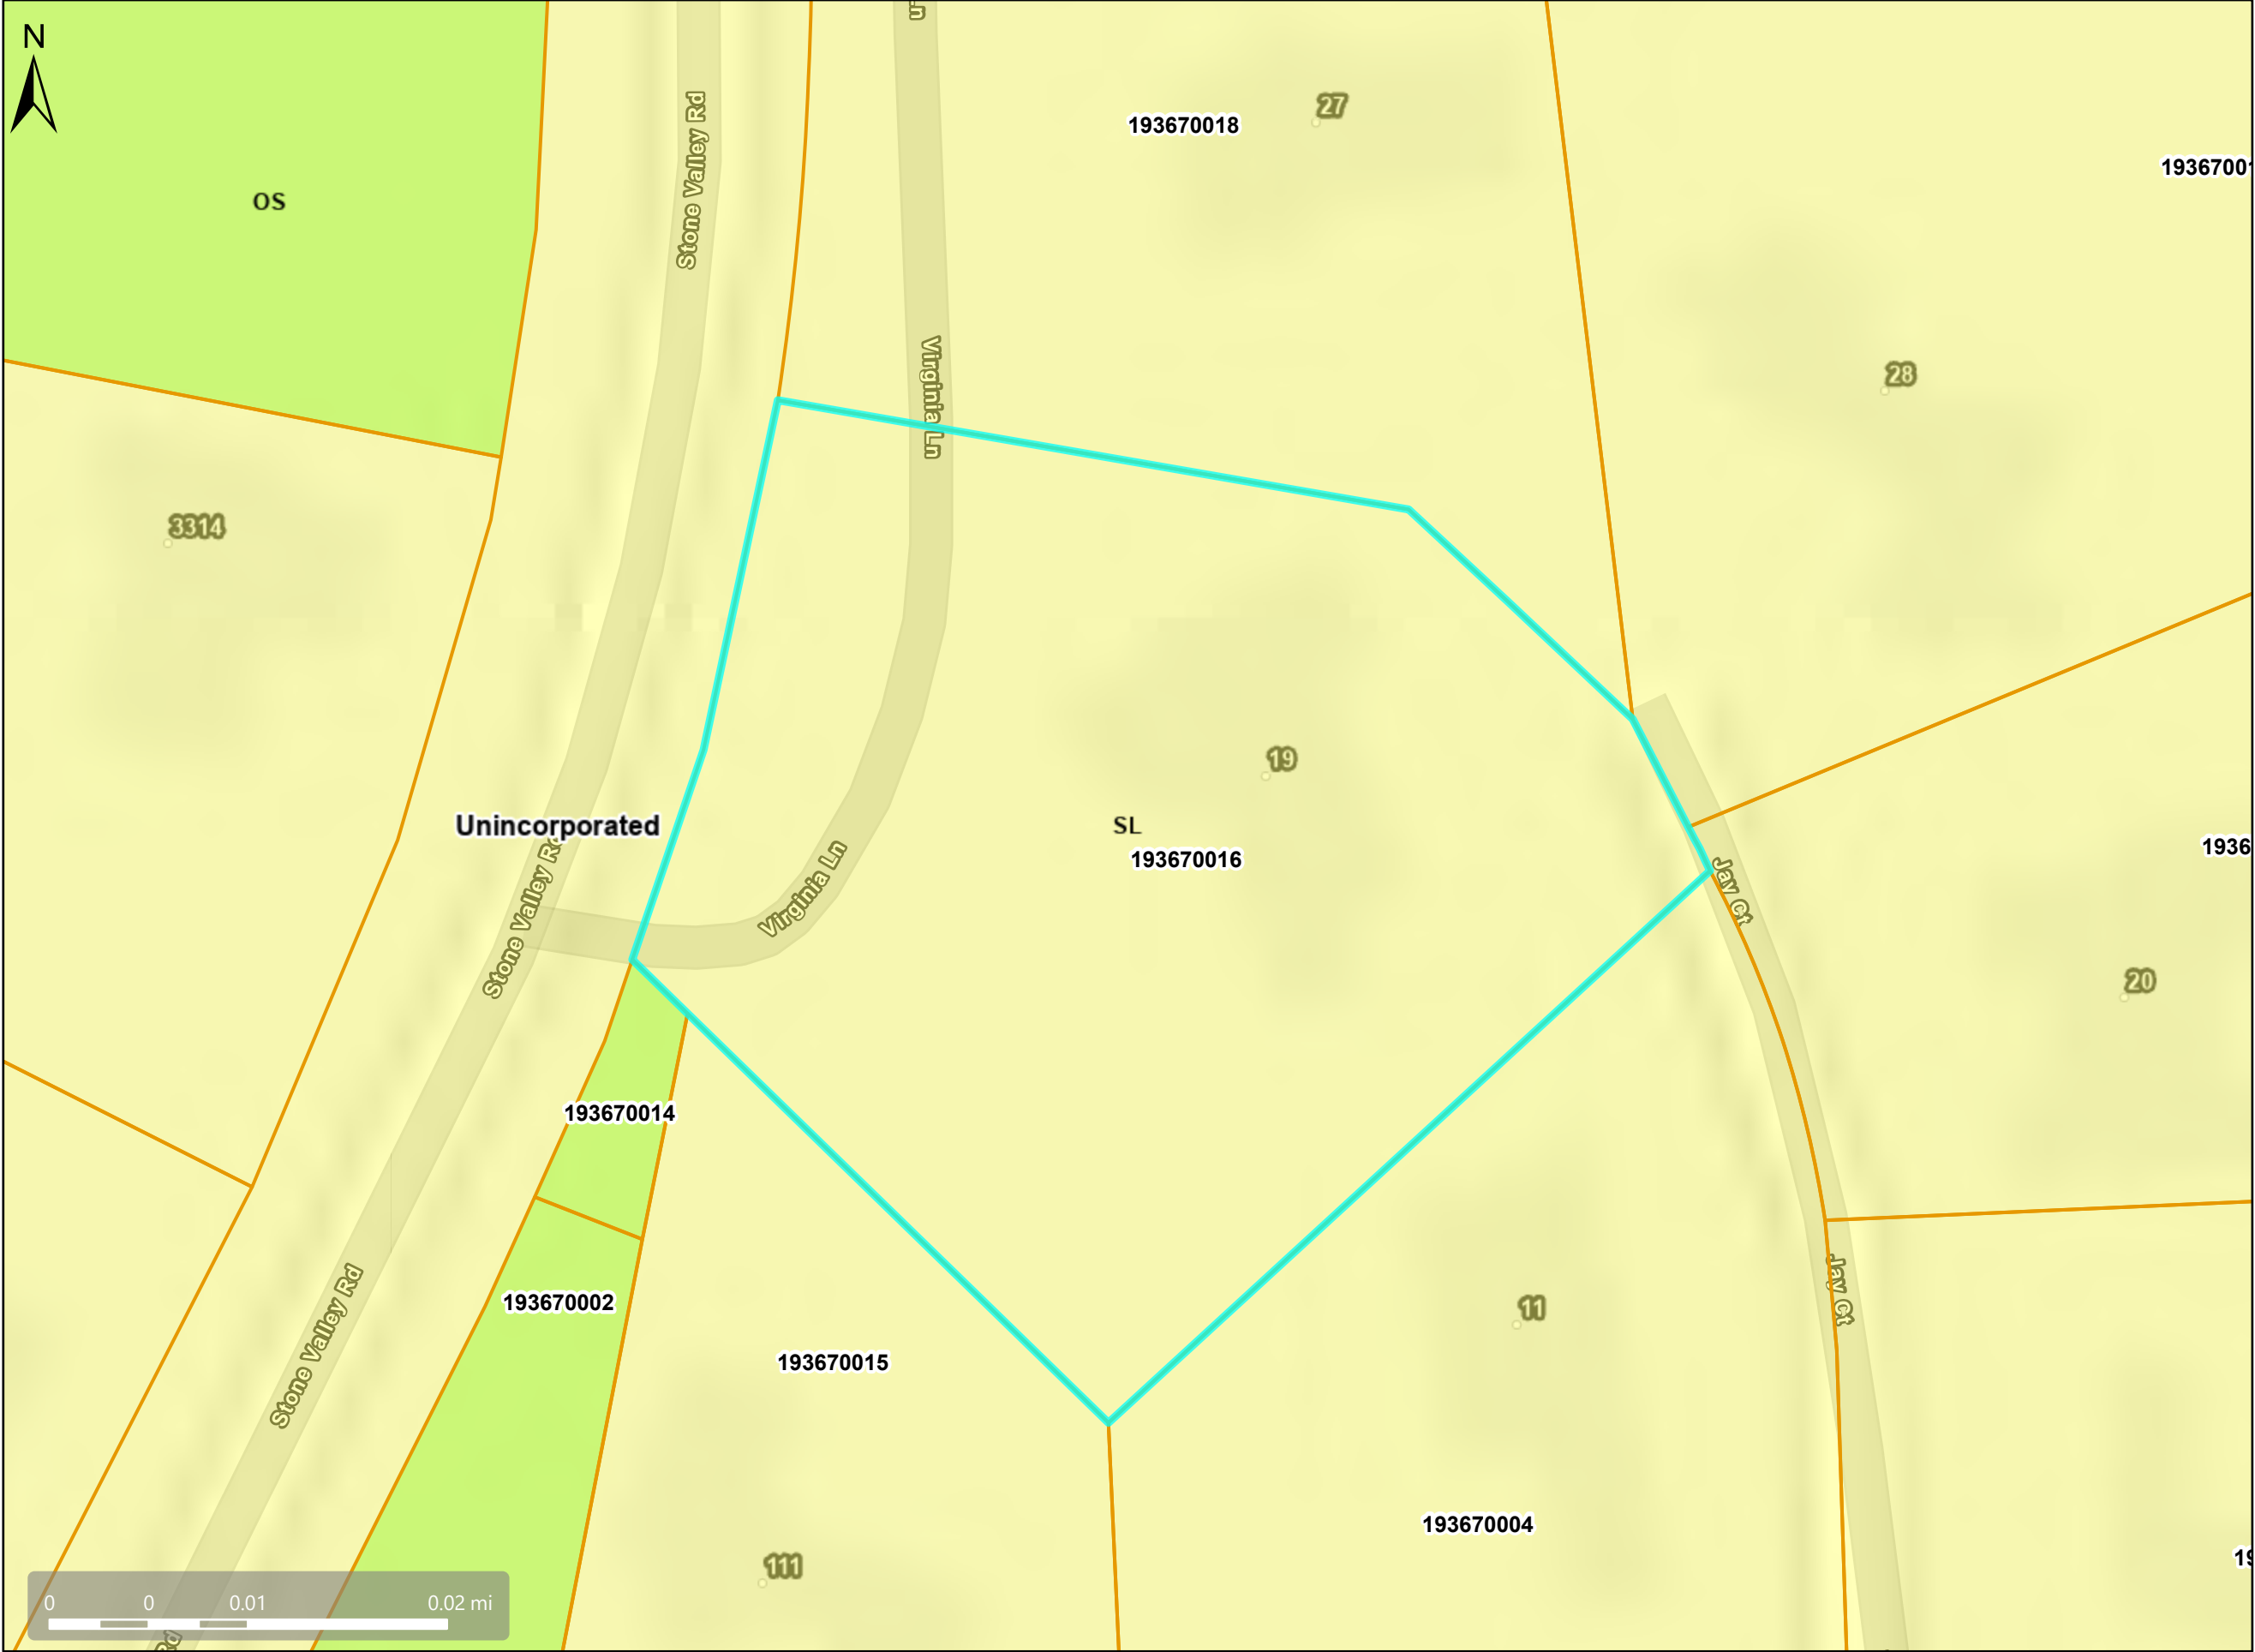 N
Stone Valley Rd
27
193670018
OS
28
Virginia Ln
3314
19
Unincorporated
SL
193670016
Virginia Ln
Jay Ct
Stone Valley Rd
20
193670014
193670002
11
Jay Ct
Stone Valley Rd
193670015
193670004
111
0 0 0.01 0.02 mi
Rd